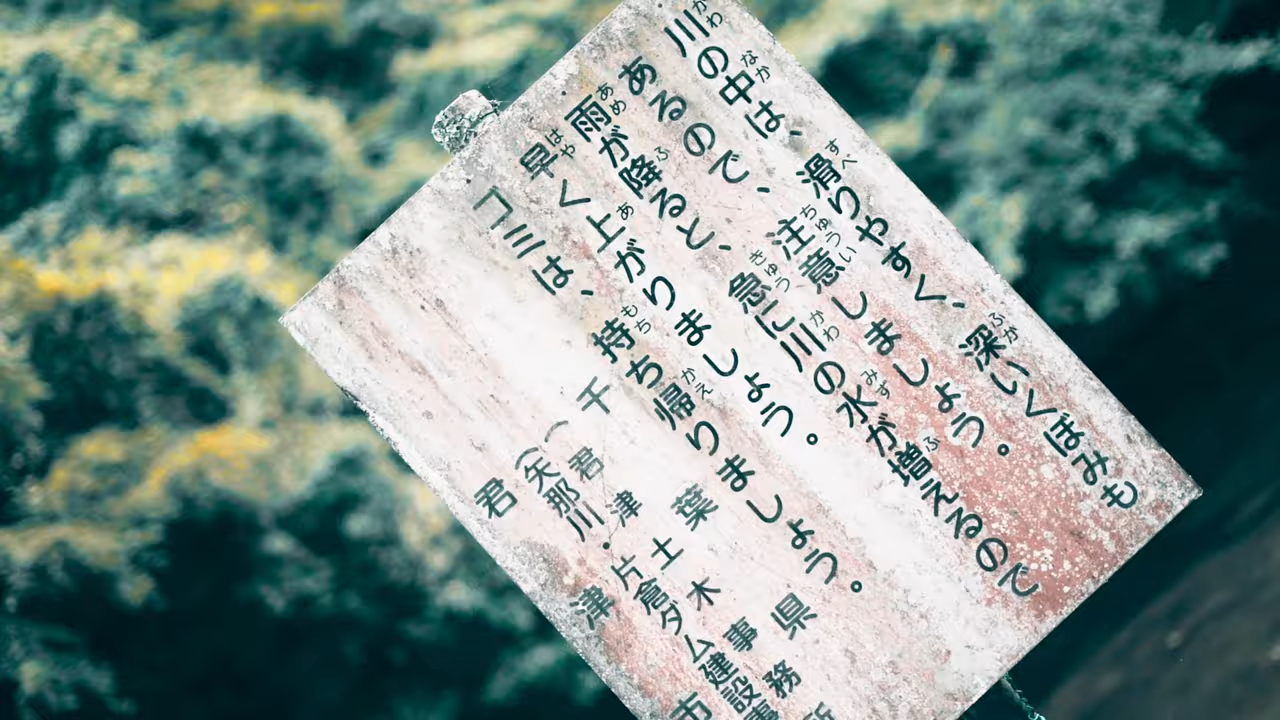 川の中は、滑りやすく、深いくぼみも
あるので、注意しましょう。
雨が降ると、急に川の水が増えるので
早く上がりましょう。
コミは、持ち帰りましょう。
千葉県
（君津土木事務所
（矢那川・片倉ダム建設事
君津市